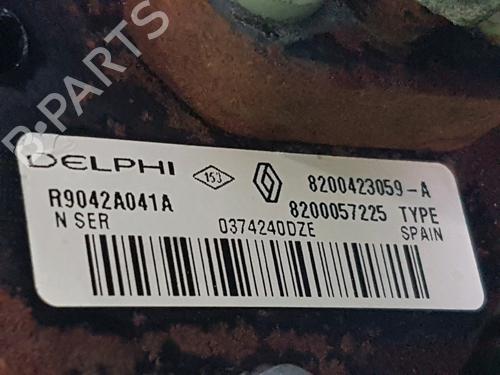 B-PARTS
DELPHI 153 8200423059-A
R9042A041A 8200057225 TYPE
N SER 0374240DZE SPAIN